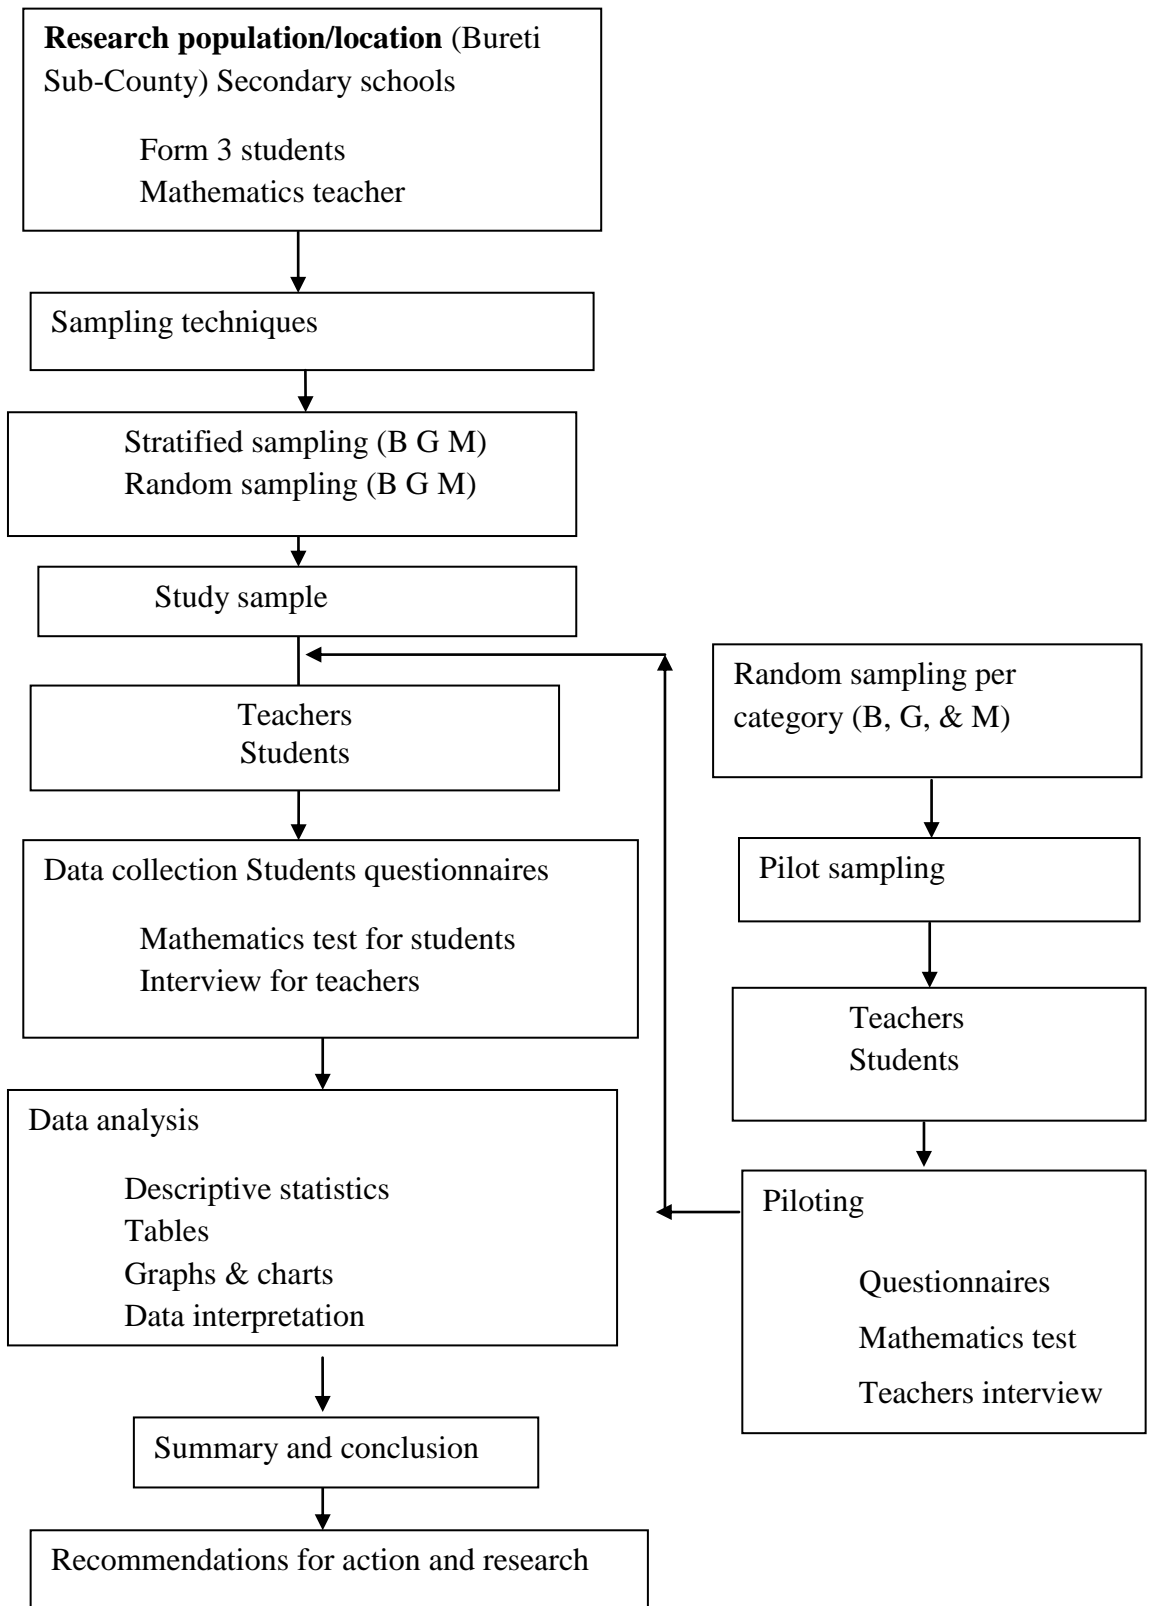 Research population/location (Bureti
Sub-County) Secondary schools
Form 3 students
Mathematics teacher
Sampling techniques
Stratified sampling (B G M)
Random sampling (B G M)
Study sample
Teachers
Students
Data collection Students questionnaires
Mathematics test for students
Interview for teachers
Data analysis
Descriptive statistics
Tables
Graphs & charts
Data interpretation
Summary and conclusion
Recommendations for action and research
Random sampling per
category (B, G, & M)
Pilot sampling
Teachers
Students
Piloting
Questionnaires
Mathematics test
Teachers interview